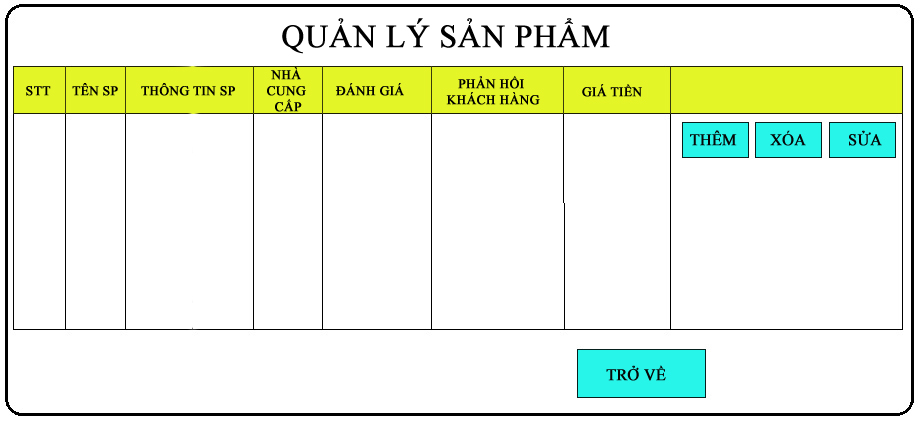 QUẢN LÝ SẢN PHẨM
STT
TÊN SP
THÔNG TIN SP
NHÀ
CUNG
CẤP
ĐÁNH GIÁ
PHẢN HỒI
KHÁCH HÀNG
GIÁ TIỀN
THÊM
XÓA
SỬA
TRỞ VỀ